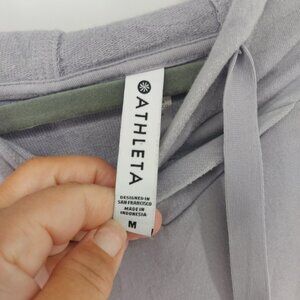 ATHLETA
DESIGNED IN
SAN FRANCISCO
MADE IN
INDONESIA
M